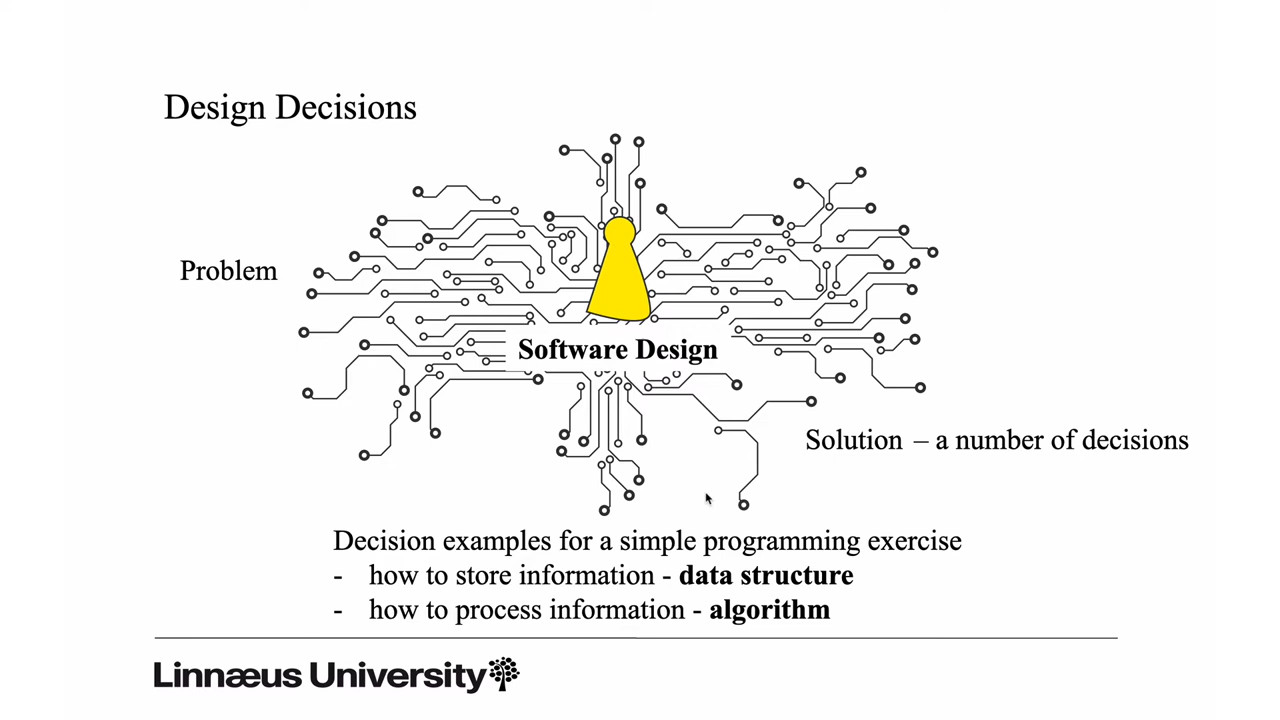 Design Decisions
Problem
Software Design
Solution – a number of decisions
Decision examples for a simple programming exercise
- how to store information - data structure
- how to process information - algorithm
Linnæus University